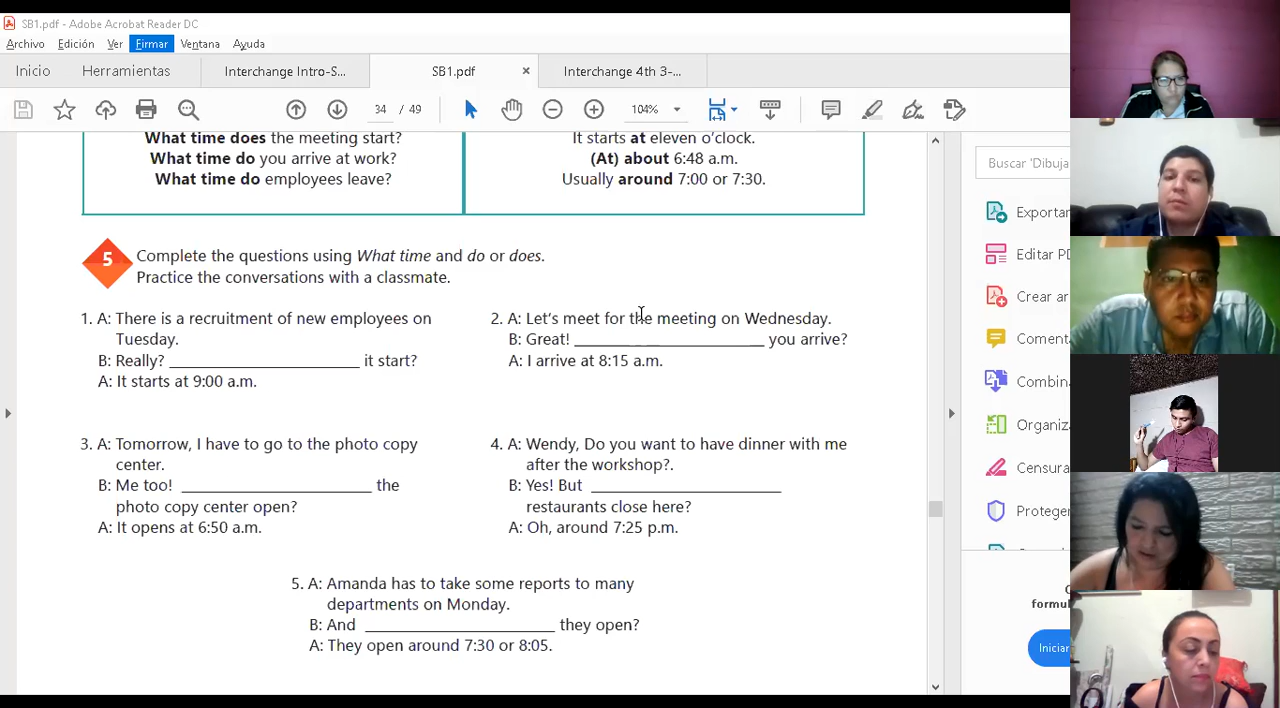 SB1.pdf - Adobe Acrobat Reader DC
Archivo Edición Ver Firmar Ventana Ayuda
Inicio Herramientas Interchange Intro-S... SB1.pdf × Interchange 4th 3-...
34 / 49 104%
What time does the meeting start? It starts at eleven o'clock.
What time do you arrive at work? (At) about 6:48 a.m.
What time do employees leave? Usually around 7:00 or 7:30.
5 Complete the questions using What time and do or does.
Practice the conversations with a classmate.
1. A: There is a recruitment of new employees on
Tuesday.
B: Really? ____________________ it start?
A: It starts at 9:00 a.m.
2. A: Let's meet for the meeting on Wednesday.
B: Great! ____________________ you arrive?
A: I arrive at 8:15 a.m.
3. A: Tomorrow, I have to go to the photo copy
center.
B: Me too! ____________________ the
photo copy center open?
A: It opens at 6:50 a.m.
4. A: Wendy, Do you want to have dinner with me
after the workshop?.
B: Yes! But ____________________
restaurants close here?
A: Oh, around 7:25 p.m.
5. A: Amanda has to take some reports to many
departments on Monday.
B: And ____________________ they open?
A: They open around 7:30 or 8:05.
Buscar 'Dibuja
Exportar
Editar PD
Crear ar
Coment
Combin
Organiz
Censura
Proteger
formul
Iniciar